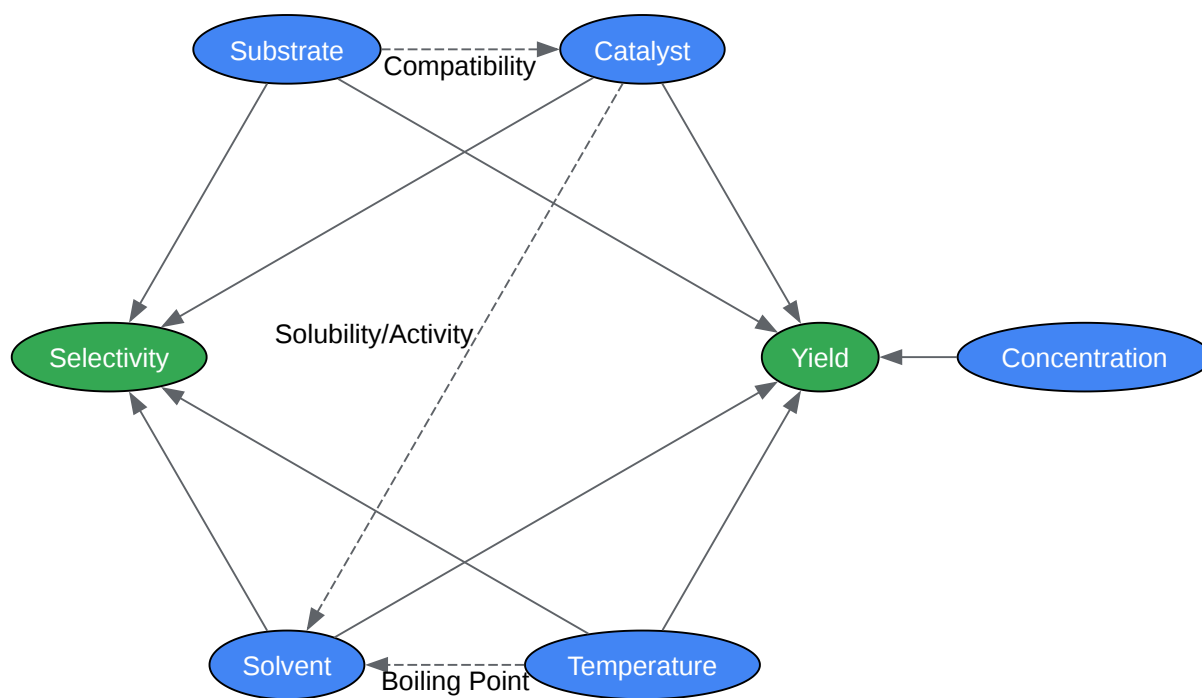 Substrate
Catalyst
Compatibility
Solubility/Activity
Selectivity
Yield
Concentration
Solvent
Temperature
Boiling Point